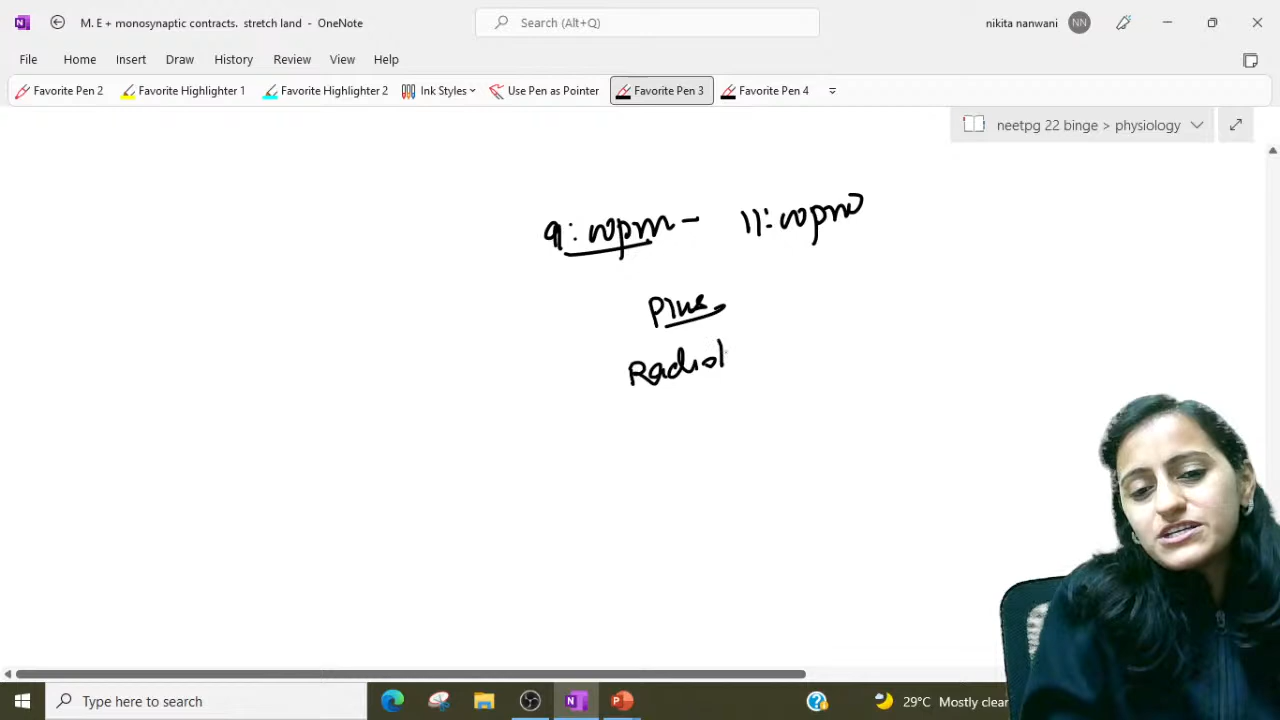 M. E + monosynaptic contracts. stretch land - OneNote
Search (Alt+Q)
nikita nanwani NN
File Home Insert Draw History Review View Help
Favorite Pen 2 Favorite Highlighter 1 Favorite Highlighter 2 Ink Styles Use Pen as Pointer Favorite Pen 3 Favorite Pen 4
neetpg 22 binge > physiology
9:00pm - 11:00pm
Plus
Radiol
Type here to search
N P ? 29°C Mostly clear